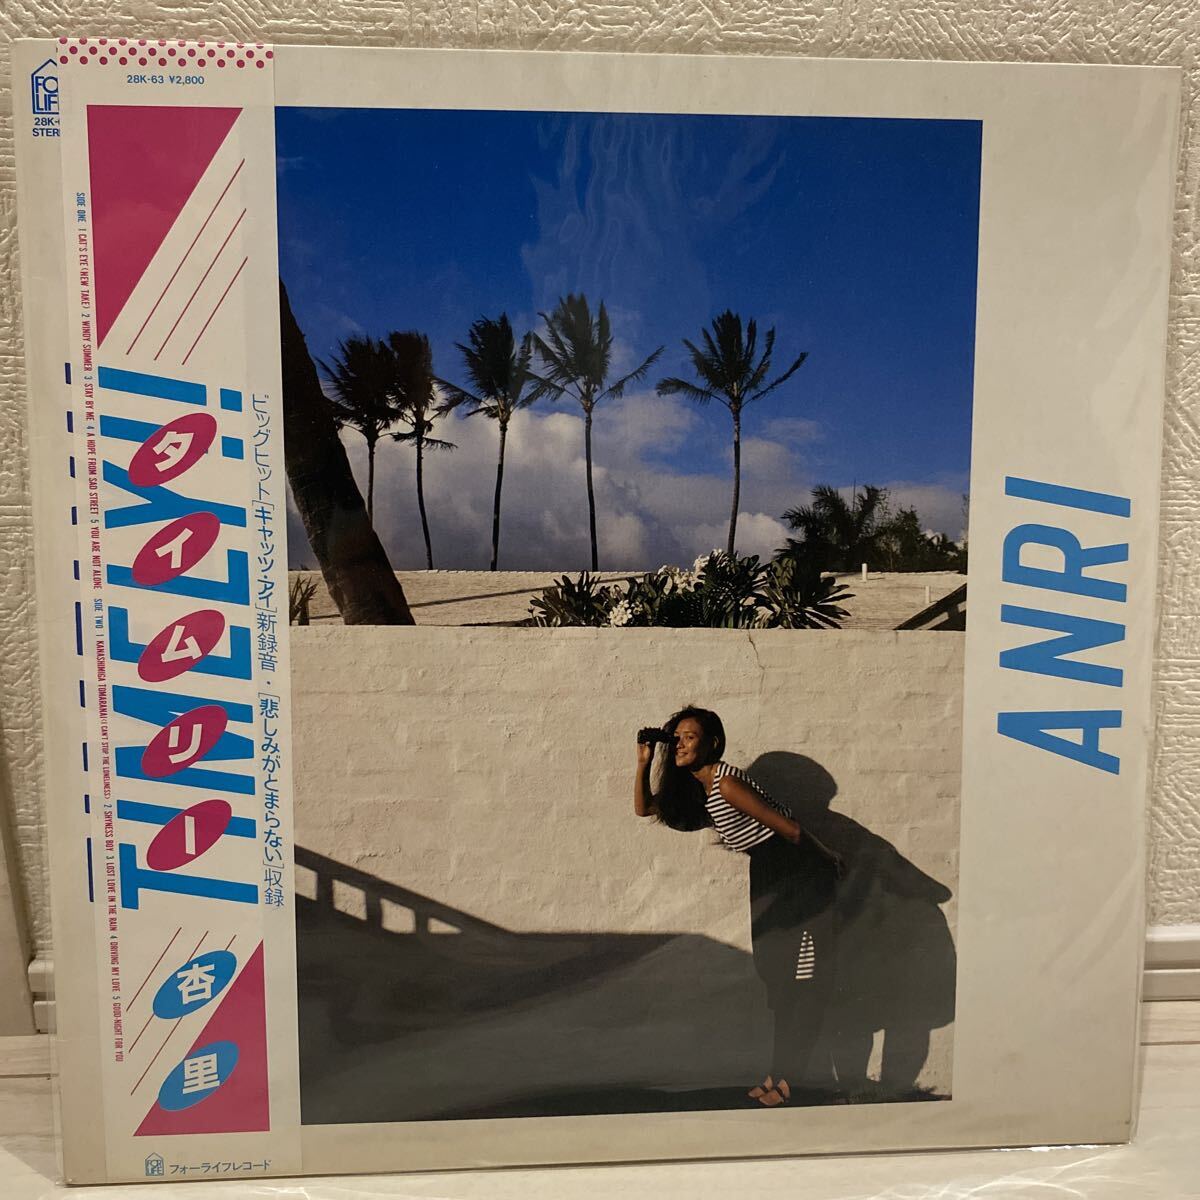 28K-63 ¥2,800
FOR
LIFE
28K-
STERE
SIDE ONE 1 CAT'S EYE (NEW TAKE) 2 WINDY SUMMER 3 STAY BY ME 4 A HOPE FROM SAD STREET 5 YOU ARE NOT ALONE SIDE TWO 1 KANASHIMIGA TOMARANAI <I CAN'T STOP THE LONELINESS> 2 SHYNESS BOY 3 LOST LOVE IN THE RAIN 4 DRIVING MY LOVE 5 GOOD-NIGHT FOR YOU
TIMELY!!
タイムリー
杏里
ビッグヒット[キャッツ・アイ]新録音・[悲しみがとまらない]収録
FOR LIFE フォーライフレコード
ANRI